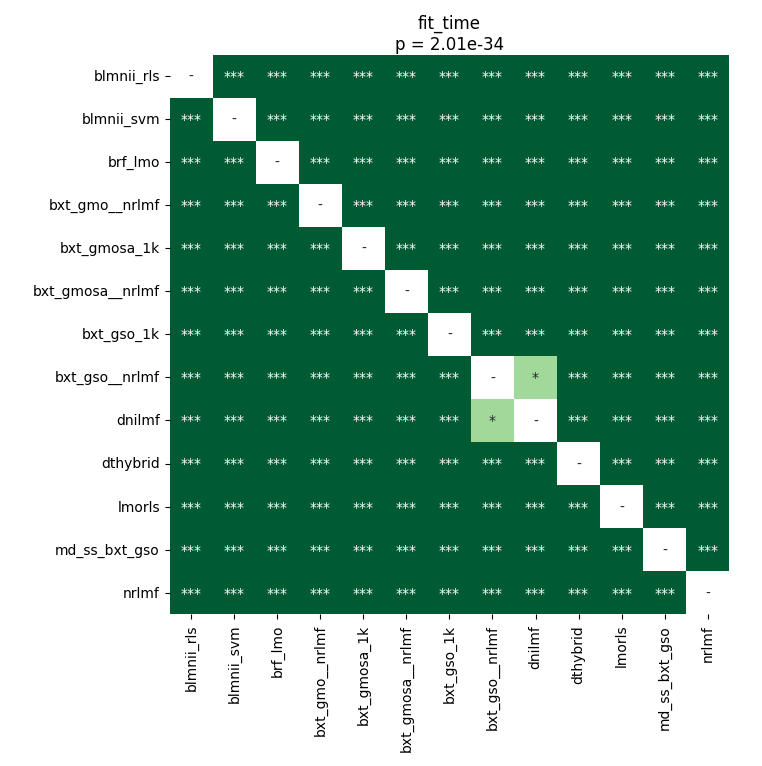 fit_time
p = 2.01e-34
blmnii_rls - *** *** *** *** *** *** *** *** *** *** *** ***
blmnii_svm *** - *** *** *** *** *** *** *** *** *** *** ***
brf_lmo *** *** - *** *** *** *** *** *** *** *** *** ***
bxt_gmo__nrlmf *** *** *** - *** *** *** *** *** *** *** *** ***
bxt_gmosa_1k *** *** *** *** - *** *** *** *** *** *** *** ***
bxt_gmosa__nrlmf *** *** *** *** *** - *** *** *** *** *** *** ***
bxt_gso_1k *** *** *** *** *** *** - *** *** *** *** *** ***
bxt_gso__nrlmf *** *** *** *** *** *** *** - * *** *** *** ***
dnilmf *** *** *** *** *** *** *** * - *** *** *** ***
dthybrid *** *** *** *** *** *** *** *** *** - *** *** ***
lmorls *** *** *** *** *** *** *** *** *** *** - *** ***
md_ss_bxt_gso *** *** *** *** *** *** *** *** *** *** *** - ***
nrlmf *** *** *** *** *** *** *** *** *** *** *** *** -
blmnii_rls
blmnii_svm
brf_lmo
bxt_gmo__nrlmf
bxt_gmosa_1k
bxt_gmosa__nrlmf
bxt_gso_1k
bxt_gso__nrlmf
dnilmf
dthybrid
lmorls
md_ss_bxt_gso
nrlmf